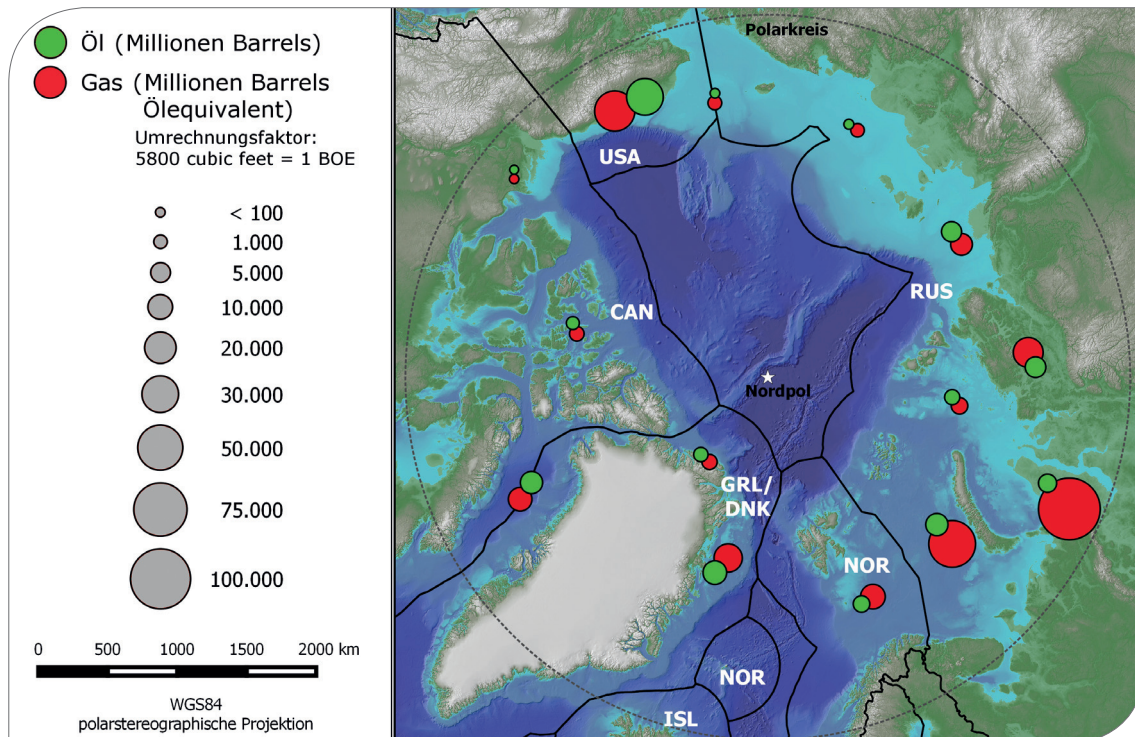 Öl (Millionen Barrels)
Gas (Millionen Barrels
Ölequivalent)
Umrechnungsfaktor:
5800 cubic feet = 1 BOE
< 100
1.000
5.000
10.000
20.000
30.000
50.000
75.000
100.000
0 500 1000 1500 2000 km
WGS84
polarstereographische Projektion
Polarkreis
USA
CAN
RUS
Nordpol
GRL/
DNK
NOR
NOR
ISL